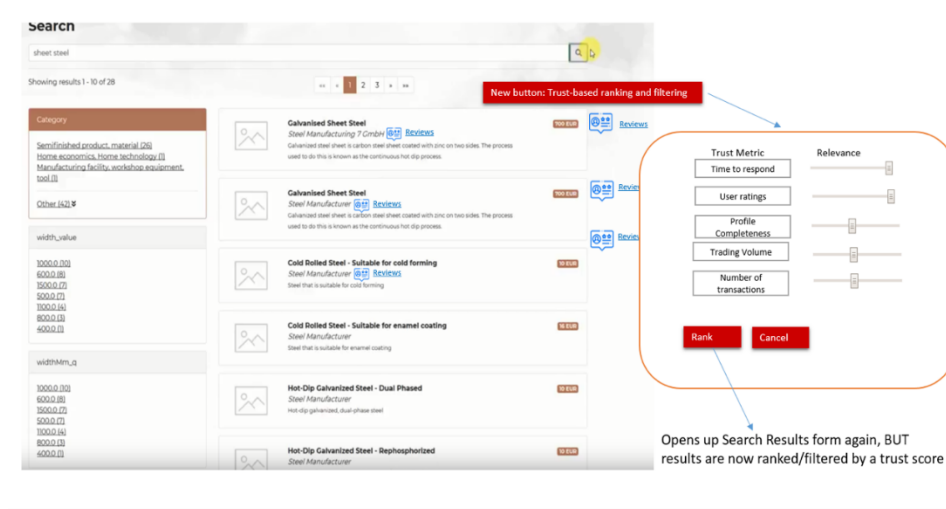 Search
sheet steel
Showing results 1 - 10 of 28
«« « 1 2 3 » »»
New button: Trust-based ranking and filtering
Category
Semifinished product, material (26)
Home economics, Home technology (1)
Manufacturing facility, workshop equipment,
tool (1)
Other (42)
width_value
1000.0 (10)
600.0 (8)
1500.0 (7)
500.0 (7)
1100.0 (4)
800.0 (3)
400.0 (1)
widthMm_q
1000.0 (10)
600.0 (8)
1500.0 (7)
500.0 (7)
1100.0 (4)
800.0 (3)
400.0 (1)
Galvanised Sheet Steel
700 EUR
Steel Manufacturing 7 GmbH Reviews
Galvanized steel sheet is carbon steel sheet coated with zinc on two sides. The process
used to do this is known as the continuous hot dip process.
Reviews
Galvanized Sheet Steel
700 EUR
Steel Manufacturer Reviews
Galvanized steel sheet is carbon steel sheet coated with zinc on two sides. The process
used to do this is known as the continuous hot dip process.
Cold Rolled Steel - Suitable for cold forming
10 EUR
Steel Manufacturer Reviews
Steel that is suitable for cold forming
Cold Rolled Steel - Suitable for enamel coating
16 EUR
Steel Manufacturer
Steel that is suitable for enamel coating
Hot-Dip Galvanized Steel - Dual Phased
10 EUR
Steel Manufacturer
Hot-dip galvanized, dual-phase steel
Hot-Dip Galvanized Steel - Rephosphorized
10 EUR
Steel Manufacturer
Trust Metric Relevance
Time to respond
User ratings
Profile
Completeness
Trading Volume
Number of
transactions
Rank Cancel
Opens up Search Results form again, BUT
results are now ranked/filtered by a trust score